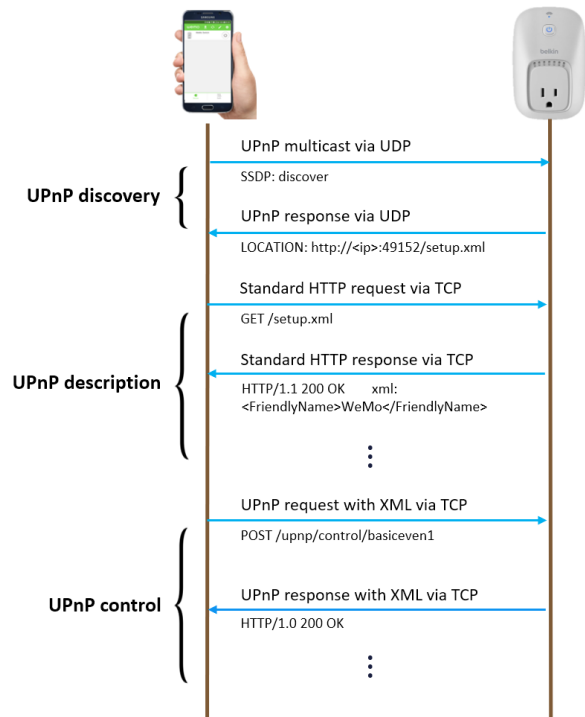 SAMSUNG
belkin
UPnP multicast via UDP
SSDP: discover
UPnP discovery
UPnP response via UDP
LOCATION: http://<ip>:49152/setup.xml
Standard HTTP request via TCP
GET /setup.xml
Standard HTTP response via TCP
UPnP description
HTTP/1.1 200 OK xml:
<FriendlyName>WeMo</FriendlyName>
UPnP request with XML via TCP
POST /upnp/control/basiceven1
UPnP response with XML via TCP
UPnP control
HTTP/1.0 200 OK